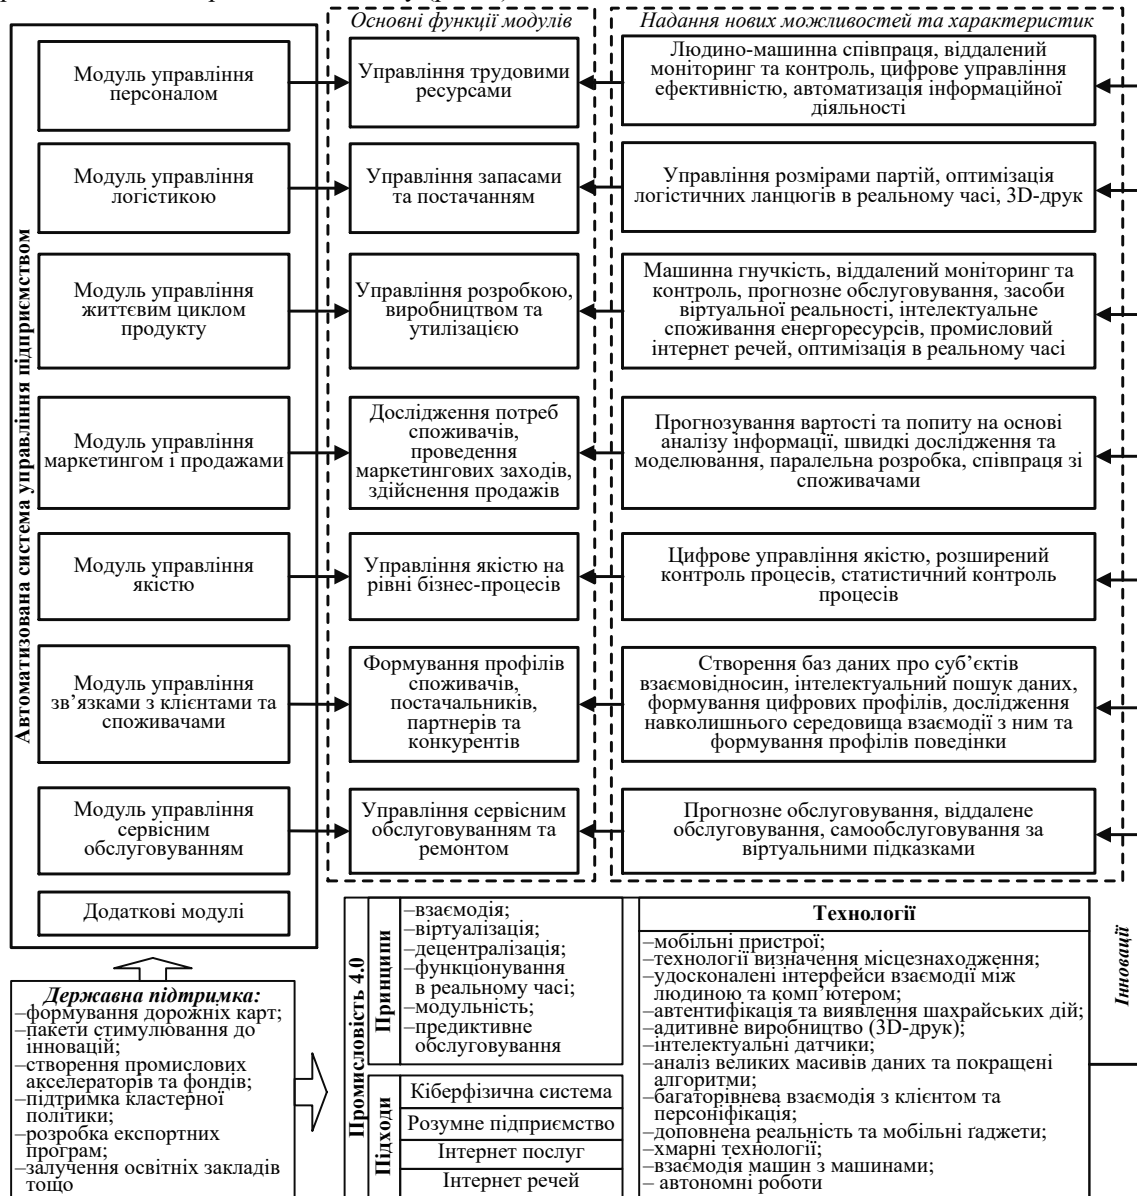 Основні функції модулів
Надання нових можливостей та характеристик
Автоматизована система управління підприємством
Модуль управління
персоналом
Управління трудовими
ресурсами
Людино-машинна співпраця, віддалений
моніторинг та контроль, цифрове управління
ефективністю, автоматизація інформаційної
діяльності
Модуль управління
логістикою
Управління запасами
та постачанням
Управління розмірами партій, оптимізація
логістичних ланцюгів в реальному часі, 3D-друк
Модуль управління
життєвим циклом
продукту
Управління розробкою,
виробництвом та
утилизацією
Машинна гнучкість, віддалений моніторинг та
контроль, прогнозне обслуговування, засоби
віртуальної реальності, інтелектуальне
споживання енергоресурсів, промисловий
інтернет речей, оптимізація в реальному часі
Модуль управління
маркетингом і продажами
Дослідження потреб
споживачів,
проведення
маркетингових заходів,
здійснення продажів
Прогнозування вартості та попиту на основі
аналізу інформації, швидкі дослідження та
моделювання, паралельна розробка, співпраця зі
споживачами
Модуль управління
якістю
Управління якістю на
рівні бізнес-процесів
Цифрове управління якістю, розширений
контроль процесів, статистичний контроль
процесів
Модуль управління
зв’язками з клієнтами та
споживачами
Формування профілів
споживачів,
постачальників,
партнерів та
конкурентів
Створення баз даних про суб’єктів
взаємовідносин, інтелектуальний пошук даних,
формування цифрових профілів, дослідження
навколишнього середовища взаємодії з ним та
формування профілів поведінки
Модуль управління
сервісним
обслуговуванням
Управління сервісним
обслуговуванням та
ремонтом
Прогнозне обслуговування, віддалене
обслуговування, самообслуговування за
віртуальними підказками
Додаткові модулі
Державна підтримка:
–формування дорожніх карт;
–пакети стимулювання до
інновацій;
–створення промислових
акселераторів та фондів;
–підтримка кластерної
політики;
–розробка експортних
програм;
–залучення освітніх закладів
тощо
Промисловість 4.0
Принципи
–взаємодія;
–віртуалізація;
–децентралізація;
–функціонування
в реальному часі;
–модульність;
–предиктивне
обслуговування
Підходи
Кіберфізична система
Розумне підприємство
Інтернет послуг
Інтернет речей
Технології
–мобільні пристрої;
–технології визначення місцезнаходження;
–удосконалені інтерфейси взаємодії між
людиною та комп’ютером;
–автентифікація та виявлення шахрайських дій;
–адитивне виробництво (3D-друк);
–інтелектуальні датчики;
–аналіз великих масивів даних та покращені
алгоритми;
–багаторівнева взаємодія з клієнтом та
персоніфікація;
–доповнена реальність та мобільні ґаджети;
–хмарні технології;
–взаємодія машин з машинами;
– автономні роботи
Інновації